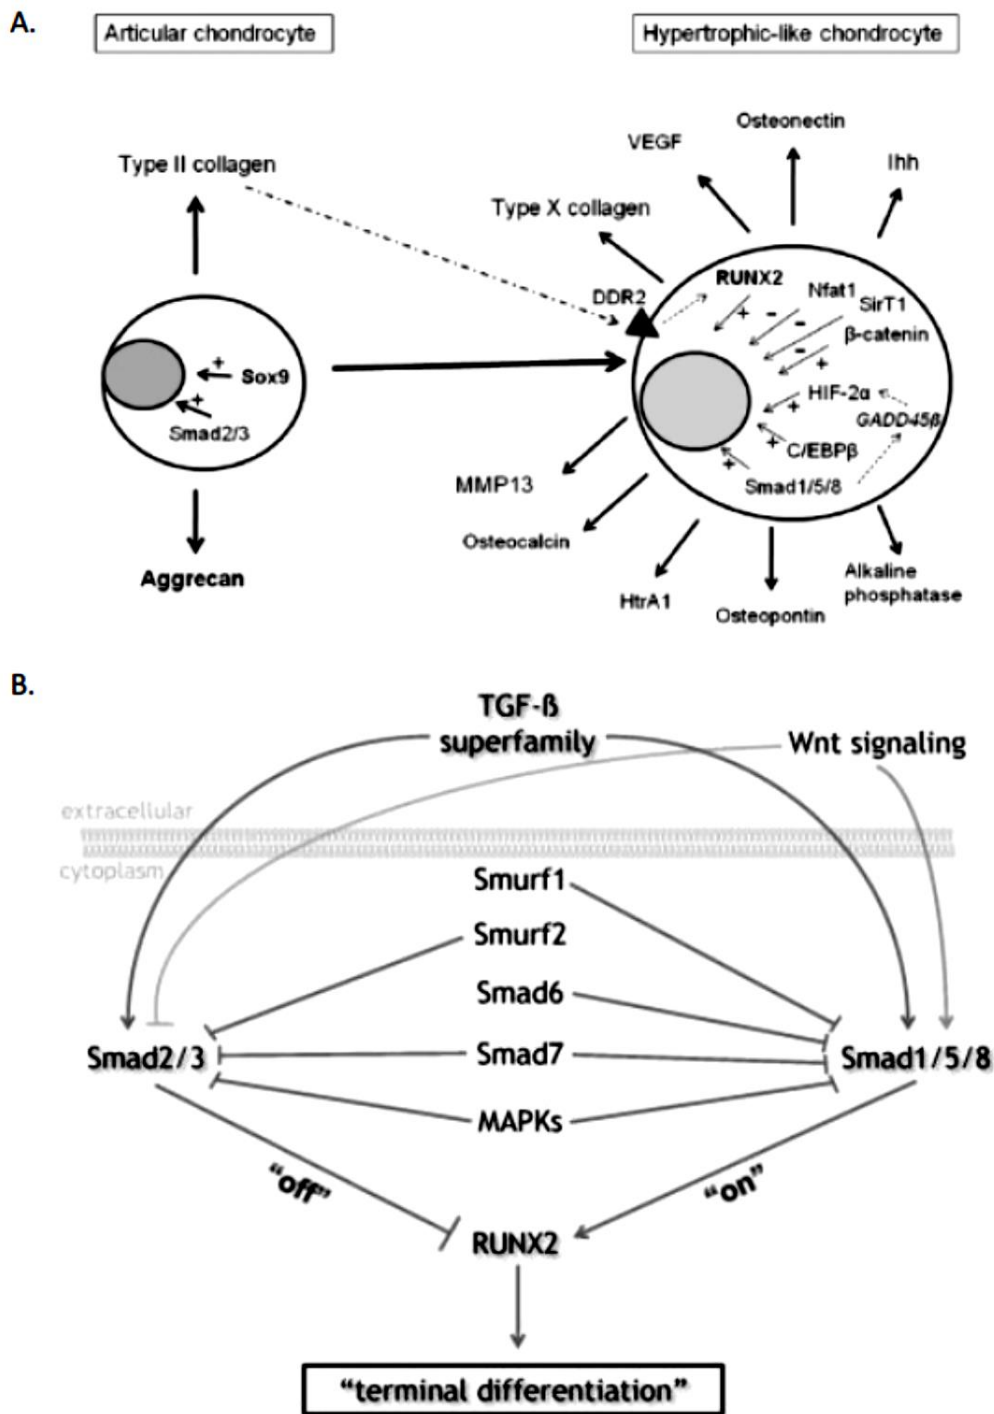 A.
Articular chondrocyte
Hypertrophic-like chondrocyte
Osteonectin
VEGF
Ihh
Type II collagen
Type X collagen
RUNX2
DDR2
Nfat1
SirT1
β-catenin
+
-
-
-
+
+
Sox9
+
Smad2/3
HIF-2α
+
GADD45β
C/EBPβ
+
Smad1/5/8
+
MMP13
Osteocalcin
Aggrecan
HtrA1
Osteopontin
Alkaline
phosphatase
B.
TGF-ß
superfamily
Wnt signaling
extracellular
cytoplasm
Smurf1
Smurf2
Smad6
Smad2/3
Smad7
Smad1/5/8
MAPKs
“off”
“on”
RUNX2
“terminal differentiation”